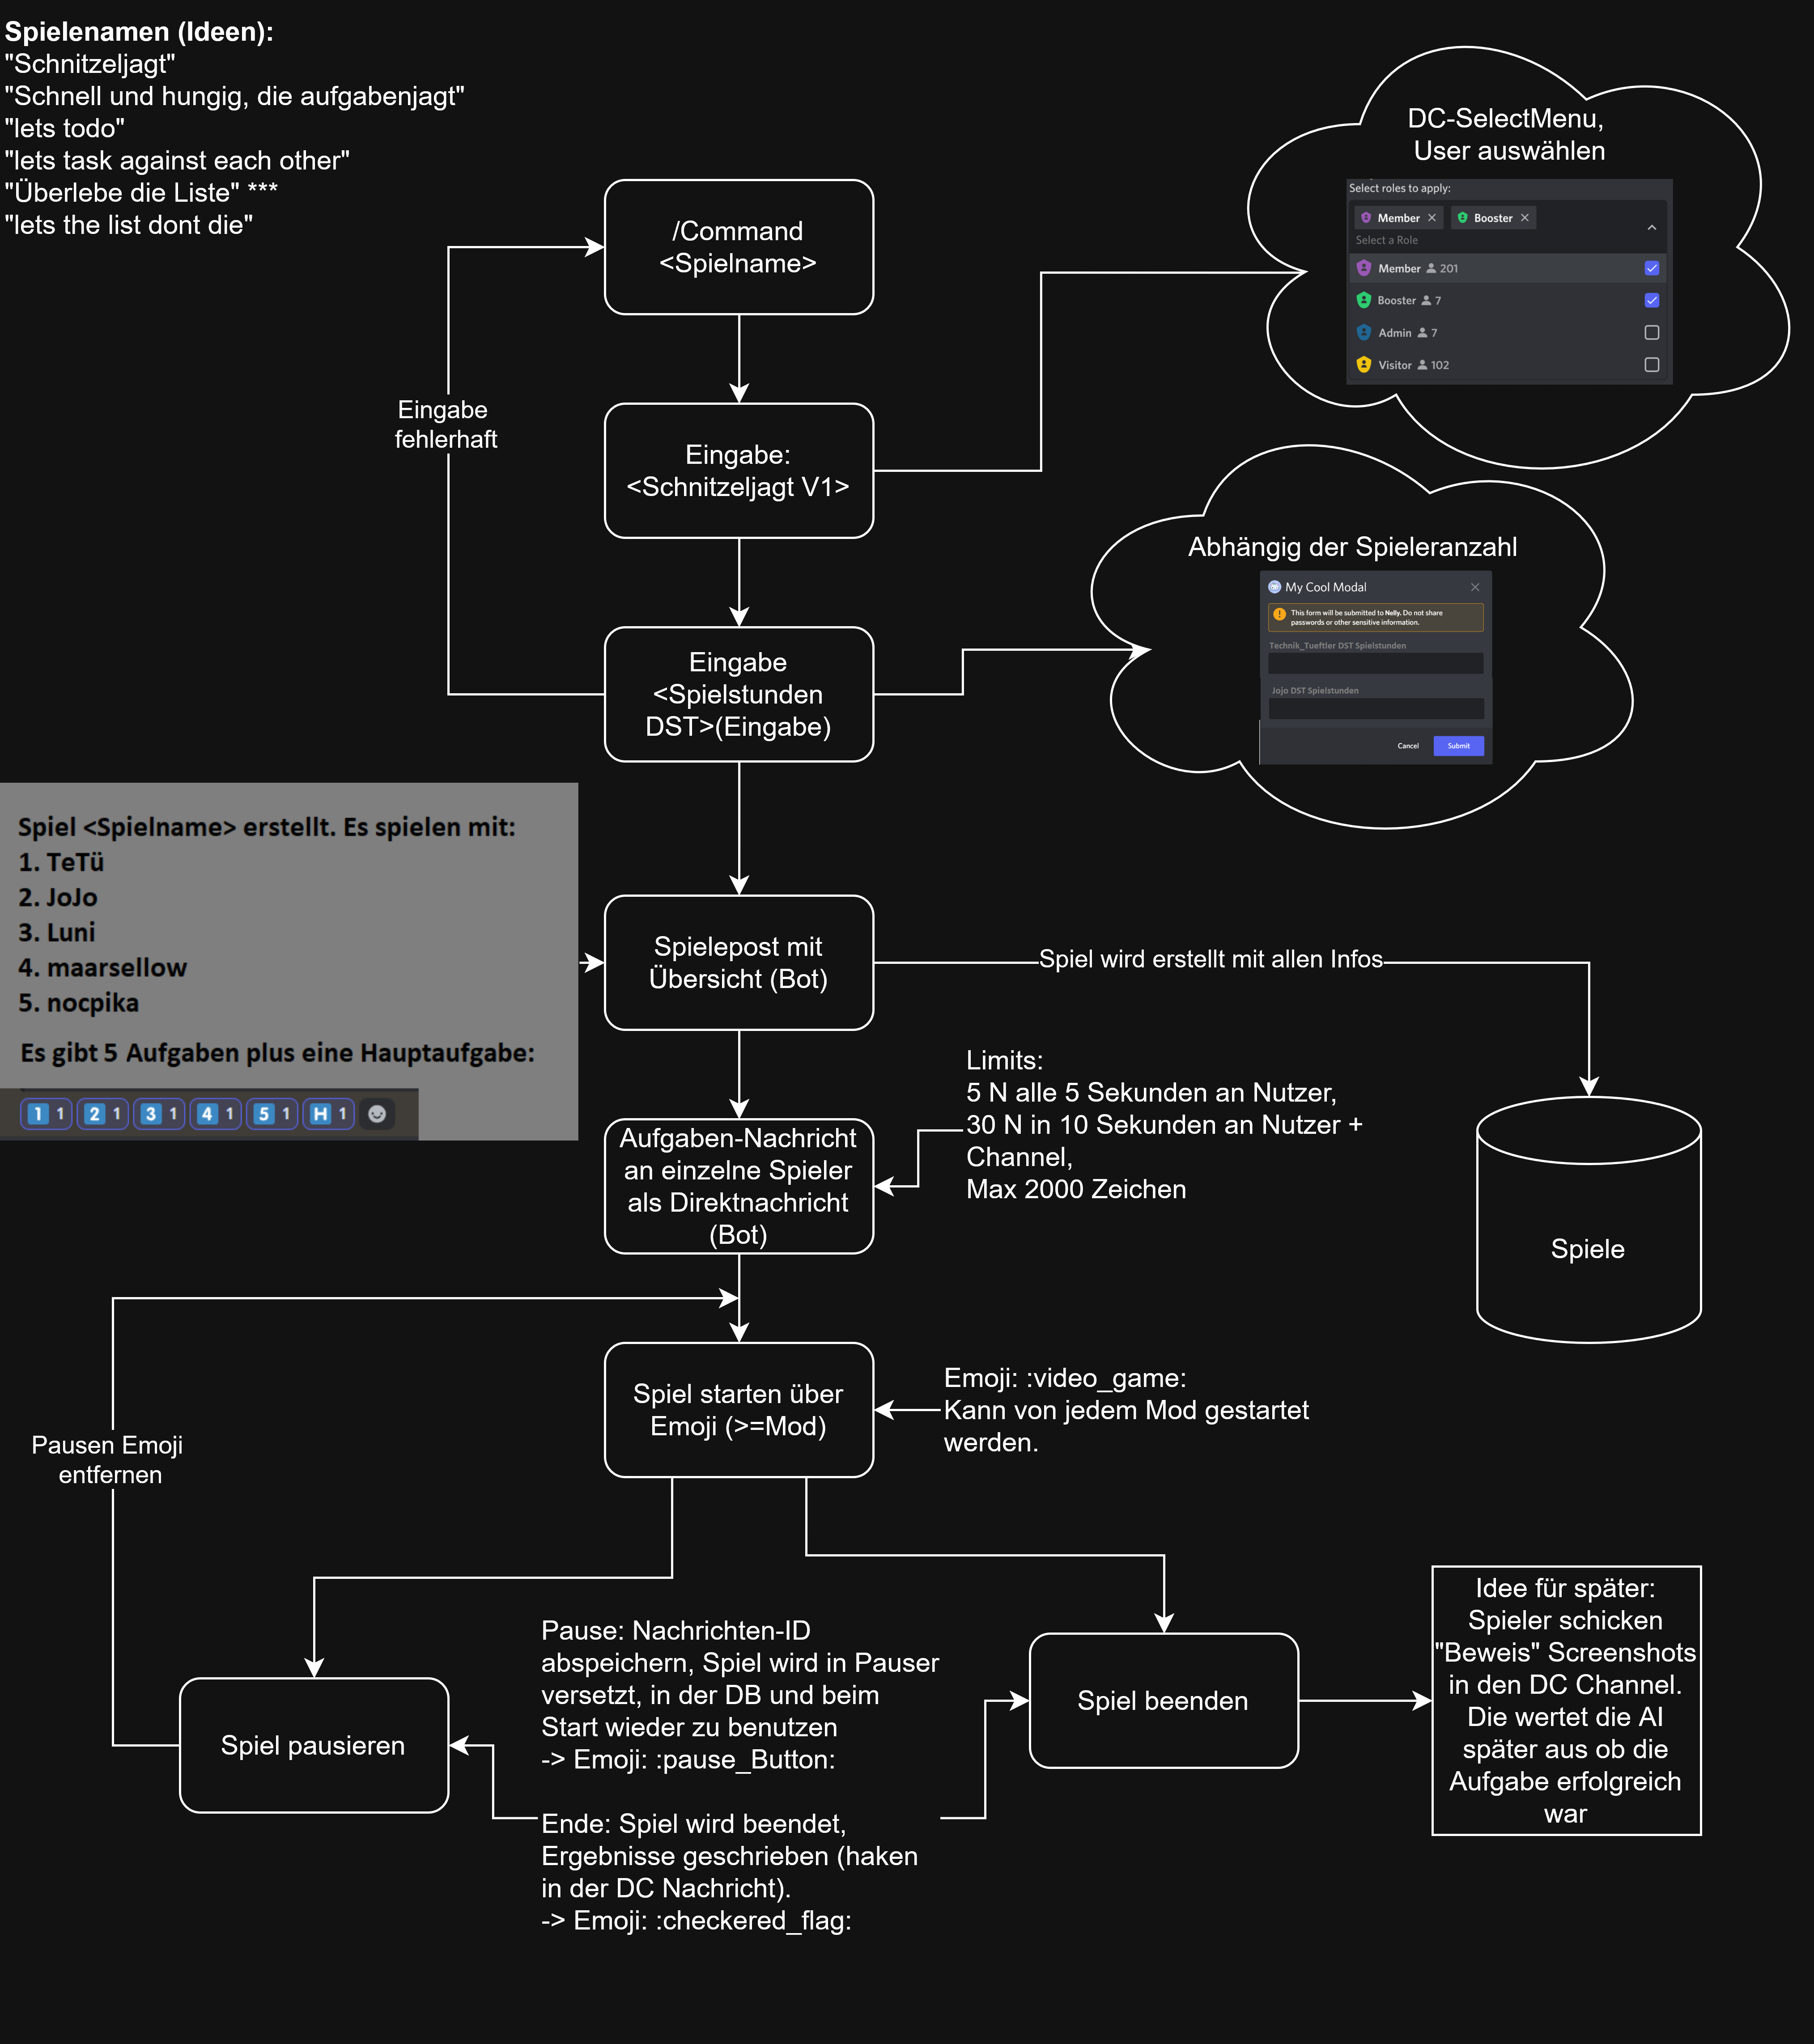 Spielenamen (Ideen):
"Schnitzeljagt"
"Schnell und hungig, die aufgabenjagt"
"lets todo"
"lets task against each other"
"Überlebe die Liste" ***
"lets the list dont die"
DC-SelectMenu,
User auswählen
Select roles to apply:
Member Booster
Select a Role
Member 201
Booster 7
Admin 7
Visitor 102
/Command
<Spielname>
Eingabe
fehlerhaft
Eingabe:
<Schnitzeljagt V1>
Abhängig der Spieleranzahl
My Cool Modal
This form will be submitted to Nelly. Do not share
passwords or other sensitive information.
Technik_Tueftler DST Spielstunden
Jojo DST Spielstunden
Cancel Submit
Eingabe
<Spielstunden
DST>(Eingabe)
Spiel <Spielname> erstellt. Es spielen mit:
1. TeTü
2. JoJo
3. Luni
4. maarsellow
5. nocpika
Es gibt 5 Aufgaben plus eine Hauptaufgabe:
1 1 2 1 3 1 4 1 5 1 H 1
Spielepost mit
Übersicht (Bot)
Spiel wird erstellt mit allen Infos
Spiele
Limits:
5 N alle 5 Sekunden an Nutzer,
30 N in 10 Sekunden an Nutzer +
Channel,
Max 2000 Zeichen
Aufgaben-Nachricht
an einzelne Spieler
als Direktnachricht
(Bot)
Spiel starten über
Emoji (>=Mod)
Emoji: :video_game:
Kann von jedem Mod gestartet
werden.
Pausen Emoji
entfernen
Spiel pausieren
Pause: Nachrichten-ID
abspeichern, Spiel wird in Pauser
versetzt, in der DB und beim
Start wieder zu benutzen
-> Emoji: :pause_Button:
Ende: Spiel wird beendet,
Ergebnisse geschrieben (haken
in der DC Nachricht).
-> Emoji: :checkered_flag:
Spiel beenden
Idee für später:
Spieler schicken
"Beweis" Screenshots
in den DC Channel.
Die wertet die AI
später aus ob die
Aufgabe erfolgreich
war